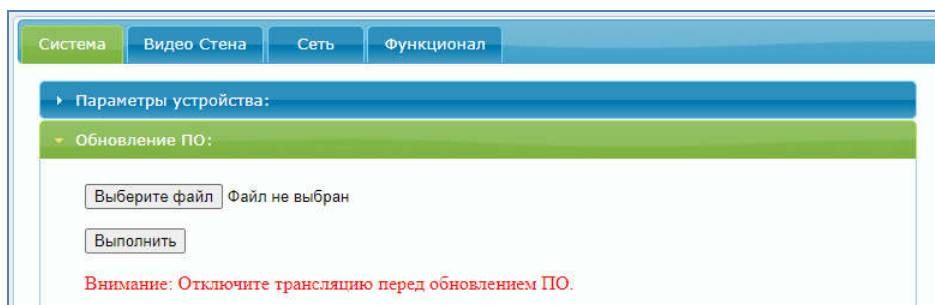 Система Видео Стена Сеть Функционал
Параметры устройства:
Обновление ПО:
Выберите файл Файл не выбран
Выполнить
Внимание: Отключите трансляцию перед обновлением ПО.